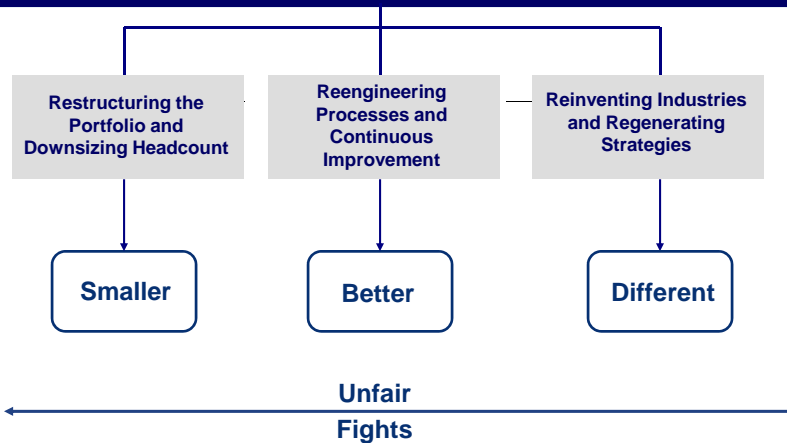 Restructuring the
Portfolio and
Downsizing Headcount
Reengineering
Processes and
Continuous
Improvement
Reinventing Industries
and Regenerating
Strategies
Smaller
Better
Different
Unfair
Fights